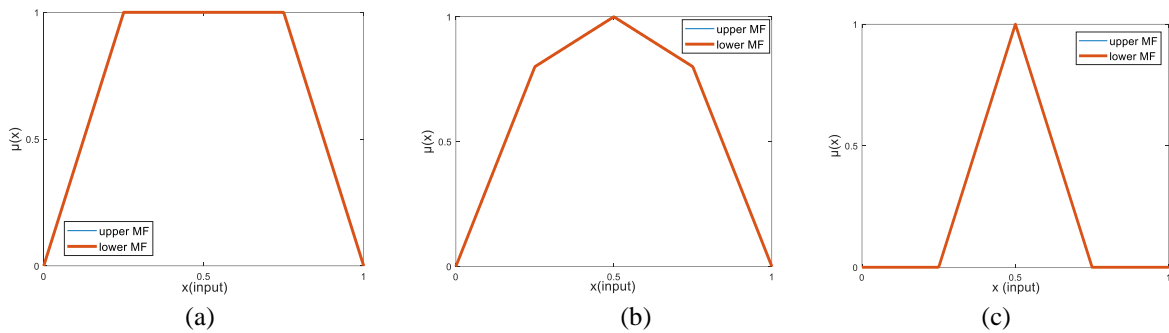 1
μ(x)
0.5
upper MF
lower MF
0
0
0.5
1
x(input)
(a)
1
upper MF
lower MF
μ(x)
0.5
0
0
0.5
1
x(input)
(b)
1
upper MF
lower MF
μ(x)
0.5
0
0
0.5
1
x (input)
(c)